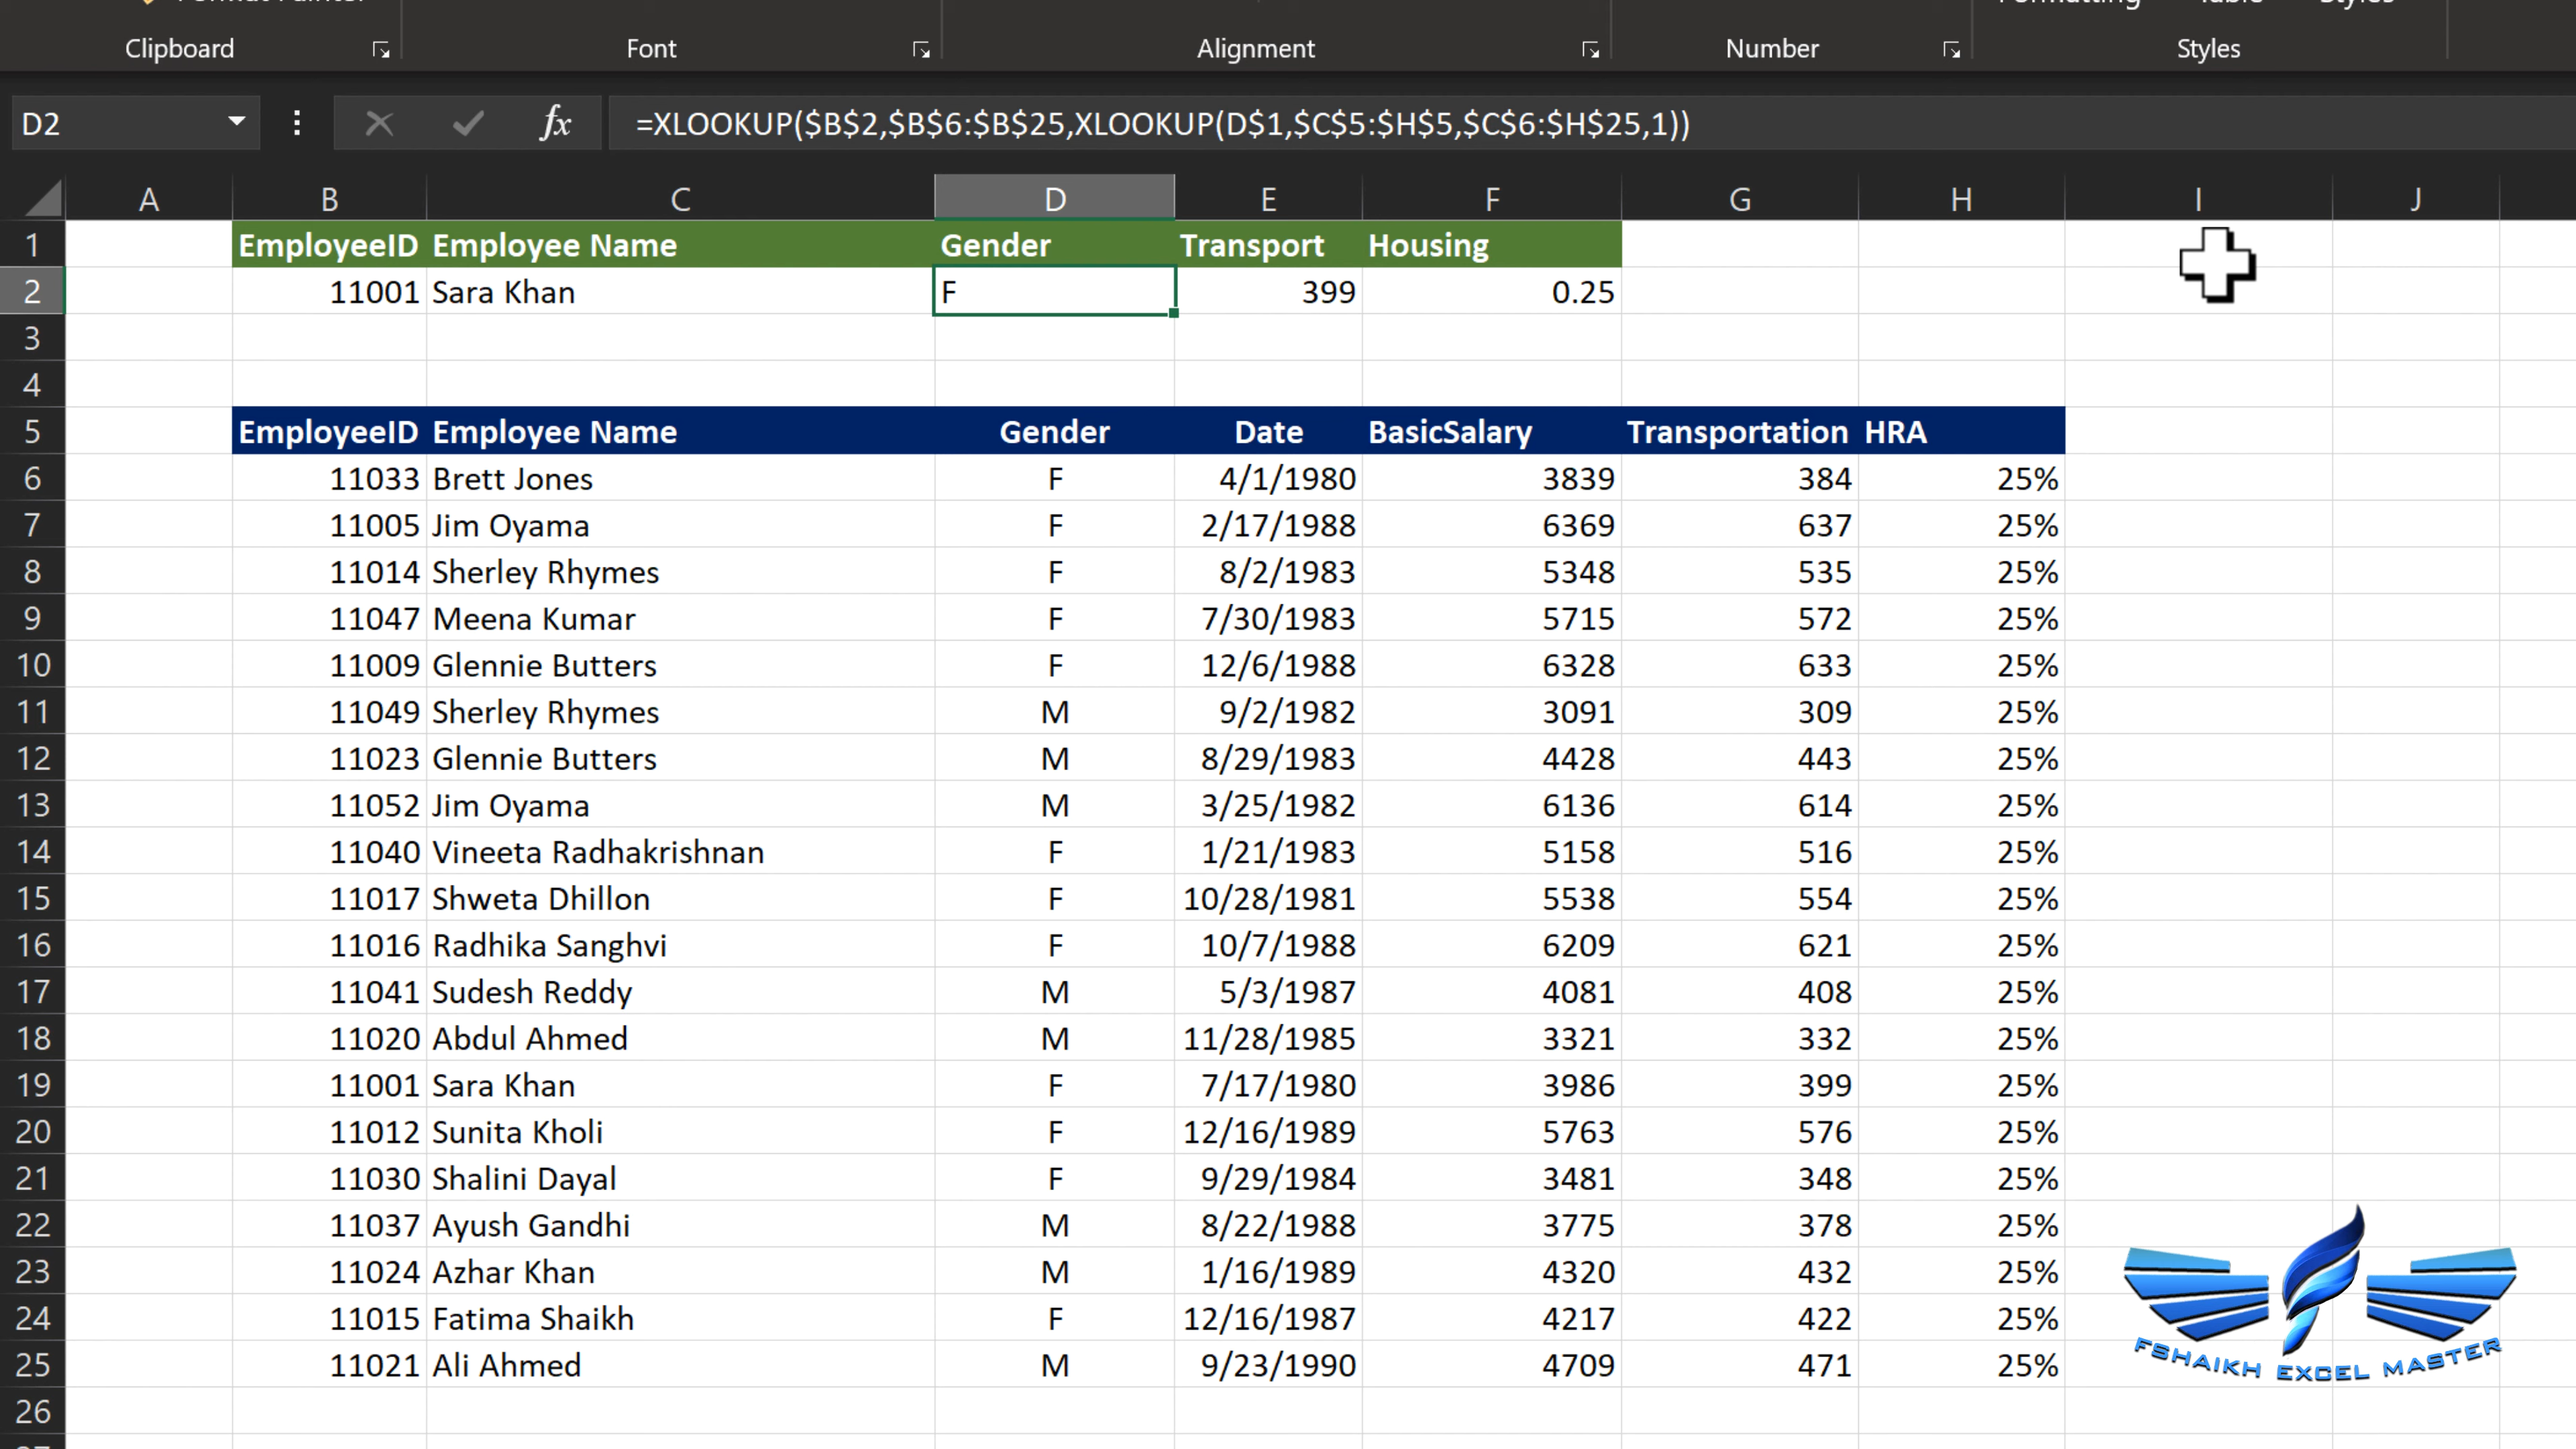 Format Painter
Formatting Table Styles
Clipboard Font Alignment Number Styles
D2 fx =XLOOKUP($B$2,$B$6:$B$25,XLOOKUP(D$1,$C$5:$H$5,$C$6:$H$25,1))
A B C D E F G H I J
1 EmployeeID Employee Name Gender Transport Housing
2 11001 Sara Khan F 399 0.25
3
4
5 EmployeeID Employee Name Gender Date BasicSalary Transportation HRA
6 11033 Brett Jones F 4/1/1980 3839 384 25%
7 11005 Jim Oyama F 2/17/1988 6369 637 25%
8 11014 Sherley Rhymes F 8/2/1983 5348 535 25%
9 11047 Meena Kumar F 7/30/1983 5715 572 25%
10 11009 Glennie Butters F 12/6/1988 6328 633 25%
11 11049 Sherley Rhymes M 9/2/1982 3091 309 25%
12 11023 Glennie Butters M 8/29/1983 4428 443 25%
13 11052 Jim Oyama M 3/25/1982 6136 614 25%
14 11040 Vineeta Radhakrishnan F 1/21/1983 5158 516 25%
15 11017 Shweta Dhillon F 10/28/1981 5538 554 25%
16 11016 Radhika Sanghvi F 10/7/1988 6209 621 25%
17 11041 Sudesh Reddy M 5/3/1987 4081 408 25%
18 11020 Abdul Ahmed M 11/28/1985 3321 332 25%
19 11001 Sara Khan F 7/17/1980 3986 399 25%
20 11012 Sunita Kholi F 12/16/1989 5763 576 25%
21 11030 Shalini Dayal F 9/29/1984 3481 348 25%
22 11037 Ayush Gandhi M 8/22/1988 3775 378 25%
23 11024 Azhar Khan M 1/16/1989 4320 432 25%
24 11015 Fatima Shaikh F 12/16/1987 4217 422 25%
25 11021 Ali Ahmed M 9/23/1990 4709 471 25%
26
FSHAIKH EXCEL MASTER